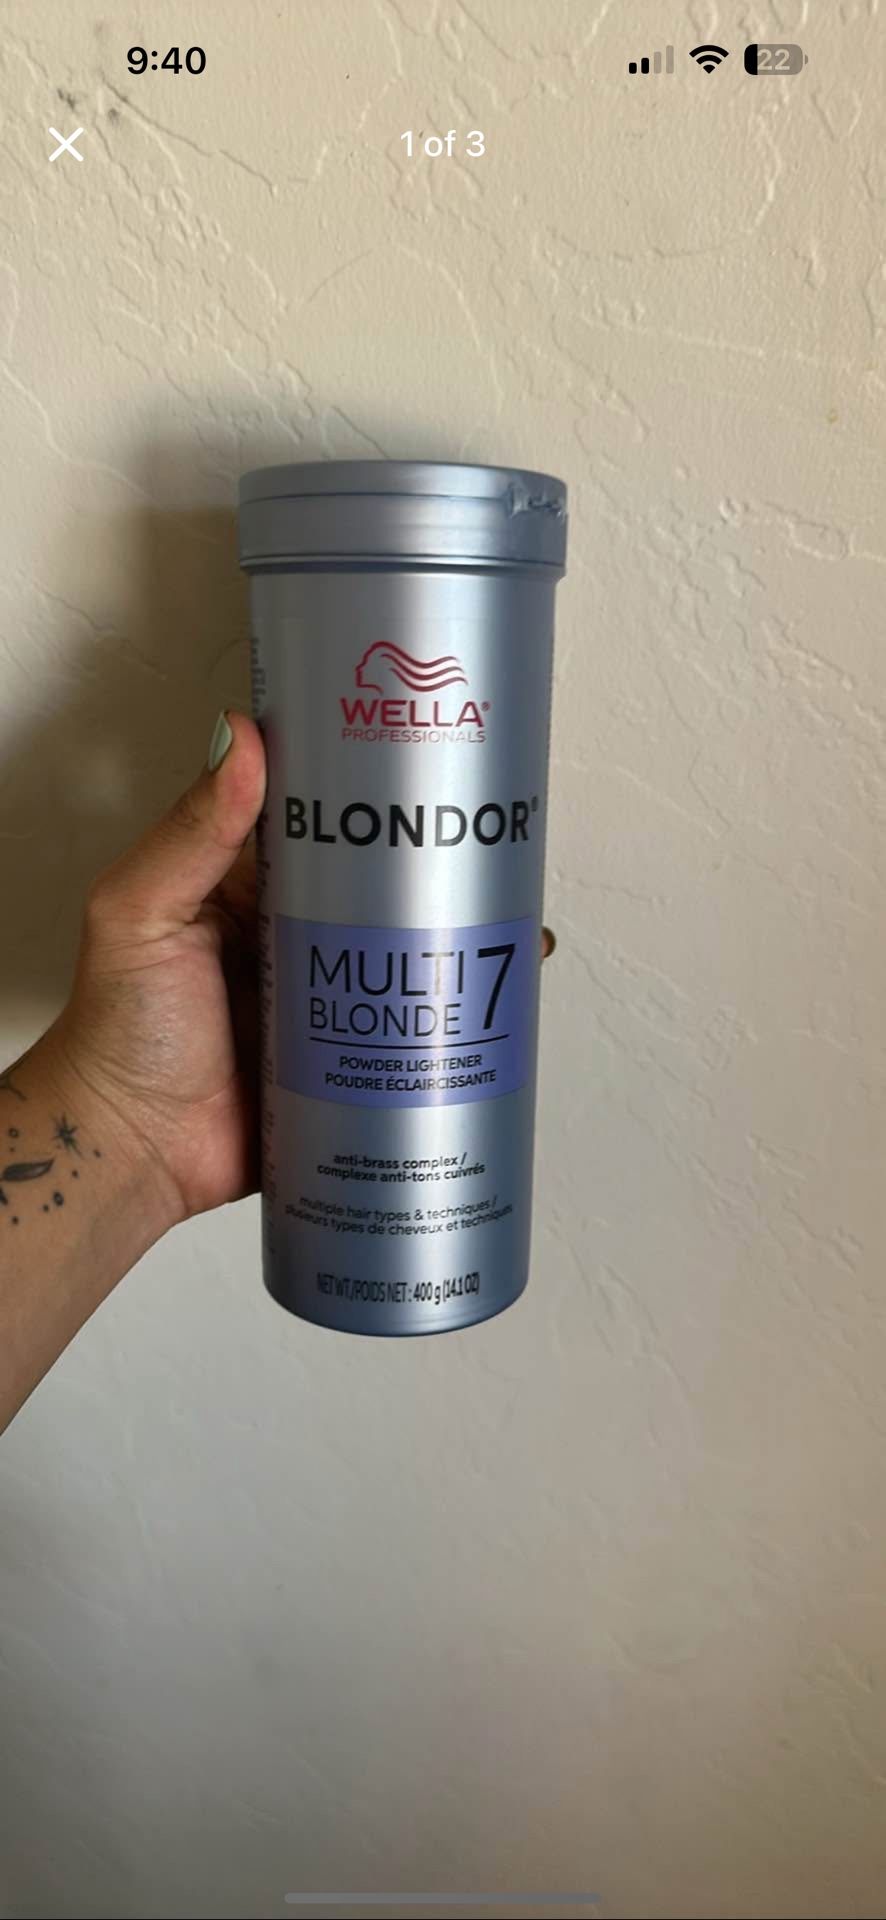 9:40
22
1 of 3
WELLA®
PROFESSIONALS
BLONDOR®
MULTI 7
BLONDE
POWDER LIGHTENER
POUDRE ÉCLAIRCISSANTE
anti-brass complex /
complexe anti-tons cuivrés
multiple hair types & techniques /
plusieurs types de cheveux et techniques
NET WT./POIDS NET : 400 g (14.1 OZ)